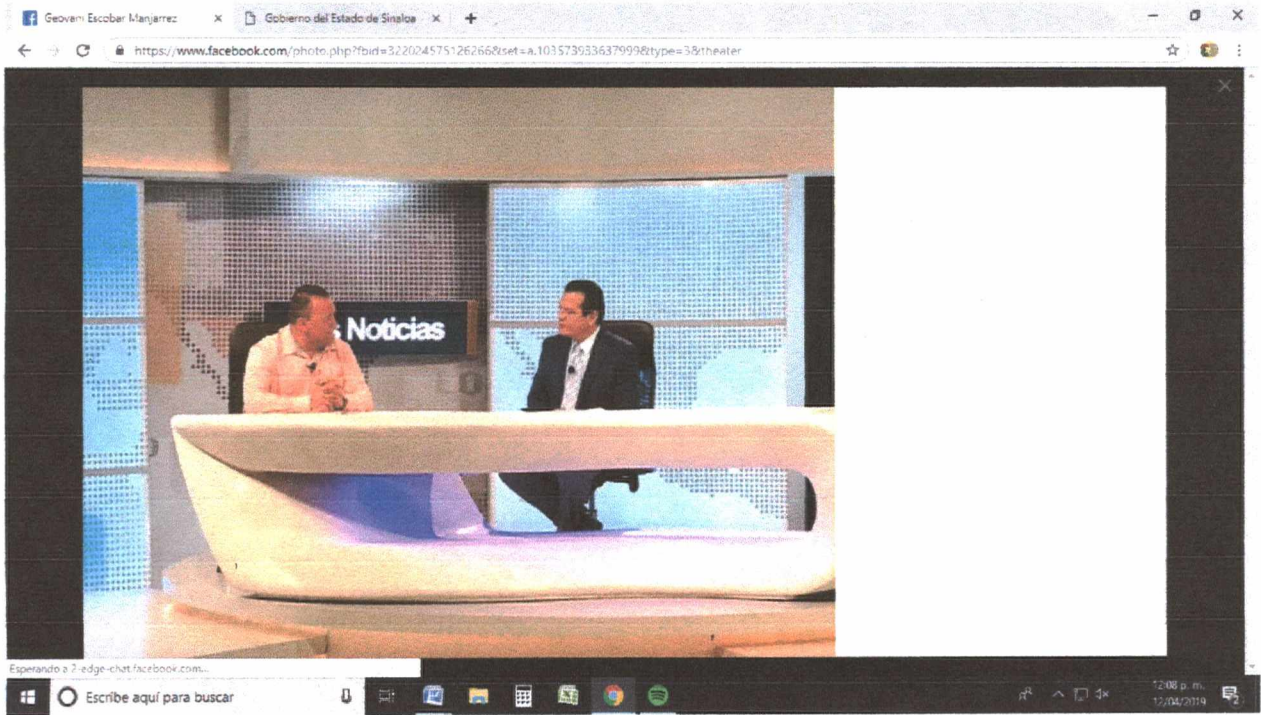 Geovani Escobar Manjarrez
Gobierno del Estado de Sinaloa
https://www.facebook.com/photo.php?fbid=322024575126266&set=a.103573933637999&type=3&theater
Noticias
Esperando a 2-edge-chat.facebook.com...
Escribe aquí para buscar
12:08 p. m.
12/04/2019